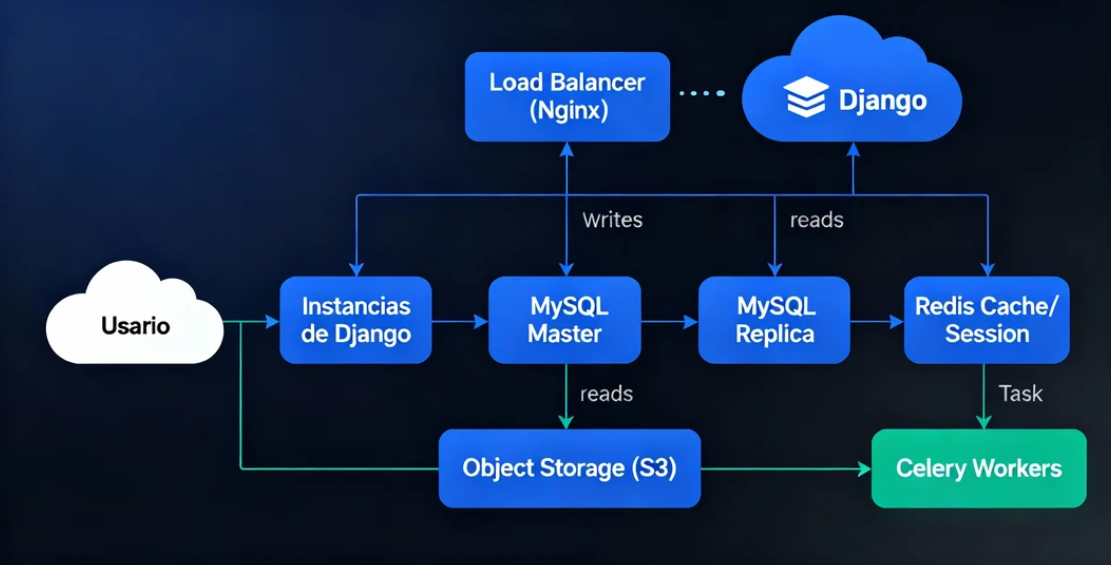 Load Balancer
(Nginx)
Django
Writes
reads
Usario
Instancias
de Django
MySQL
Master
MySQL
Replica
Redis Cache/
Session
reads
Task
Object Storage (S3)
Celery Workers